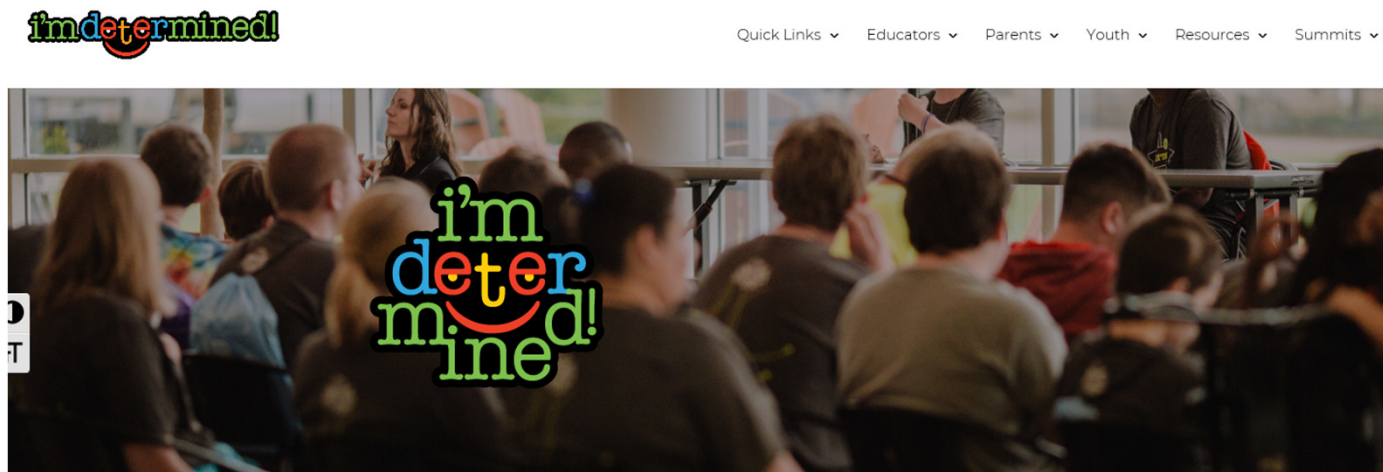 i'm determined!
Quick Links
Educators
Parents
Youth
Resources
Summits
i'm
deter
mined!